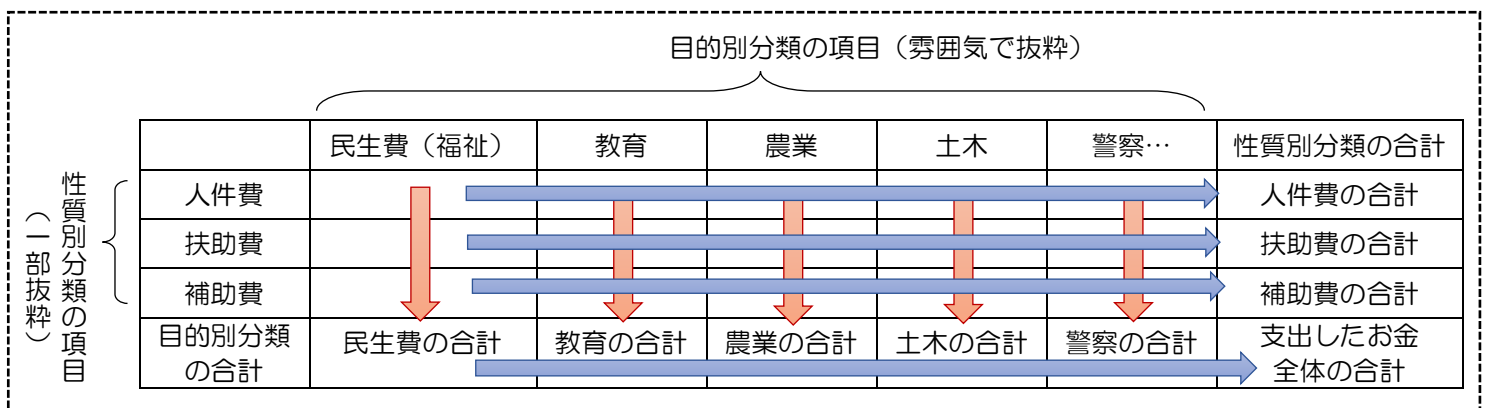 目的別分類の項目（雰囲気で抜粋）
民生費（福祉） 教育 農業 土木 警察… 性質別分類の合計
性質別分類の項目
（一部抜粋）
人件費 人件費の合計
扶助費 扶助費の合計
補助費 補助費の合計
目的別分類
の合計
民生費の合計 教育の合計 農業の合計 土木の合計 警察の合計
支出したお金
全体の合計